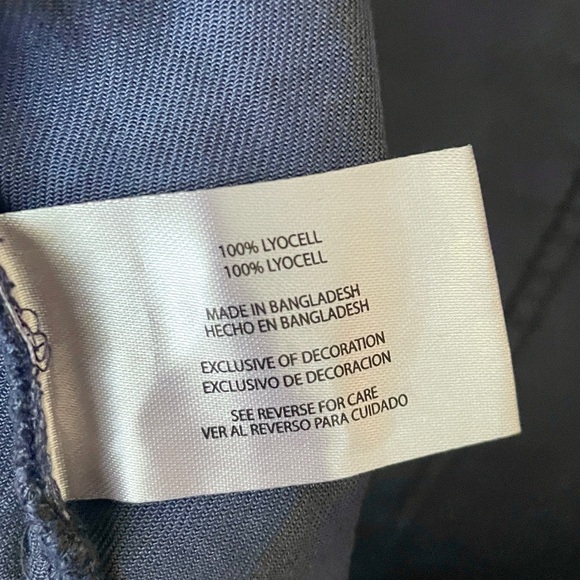 100% LYOCELL
100% LYOCELL
MADE IN BANGLADESH
HECHO EN BANGLADESH
EXCLUSIVE OF DECORATION
EXCLUSIVO DE DECORACION
SEE REVERSE FOR CARE
VER AL REVERSO PARA CUIDADO